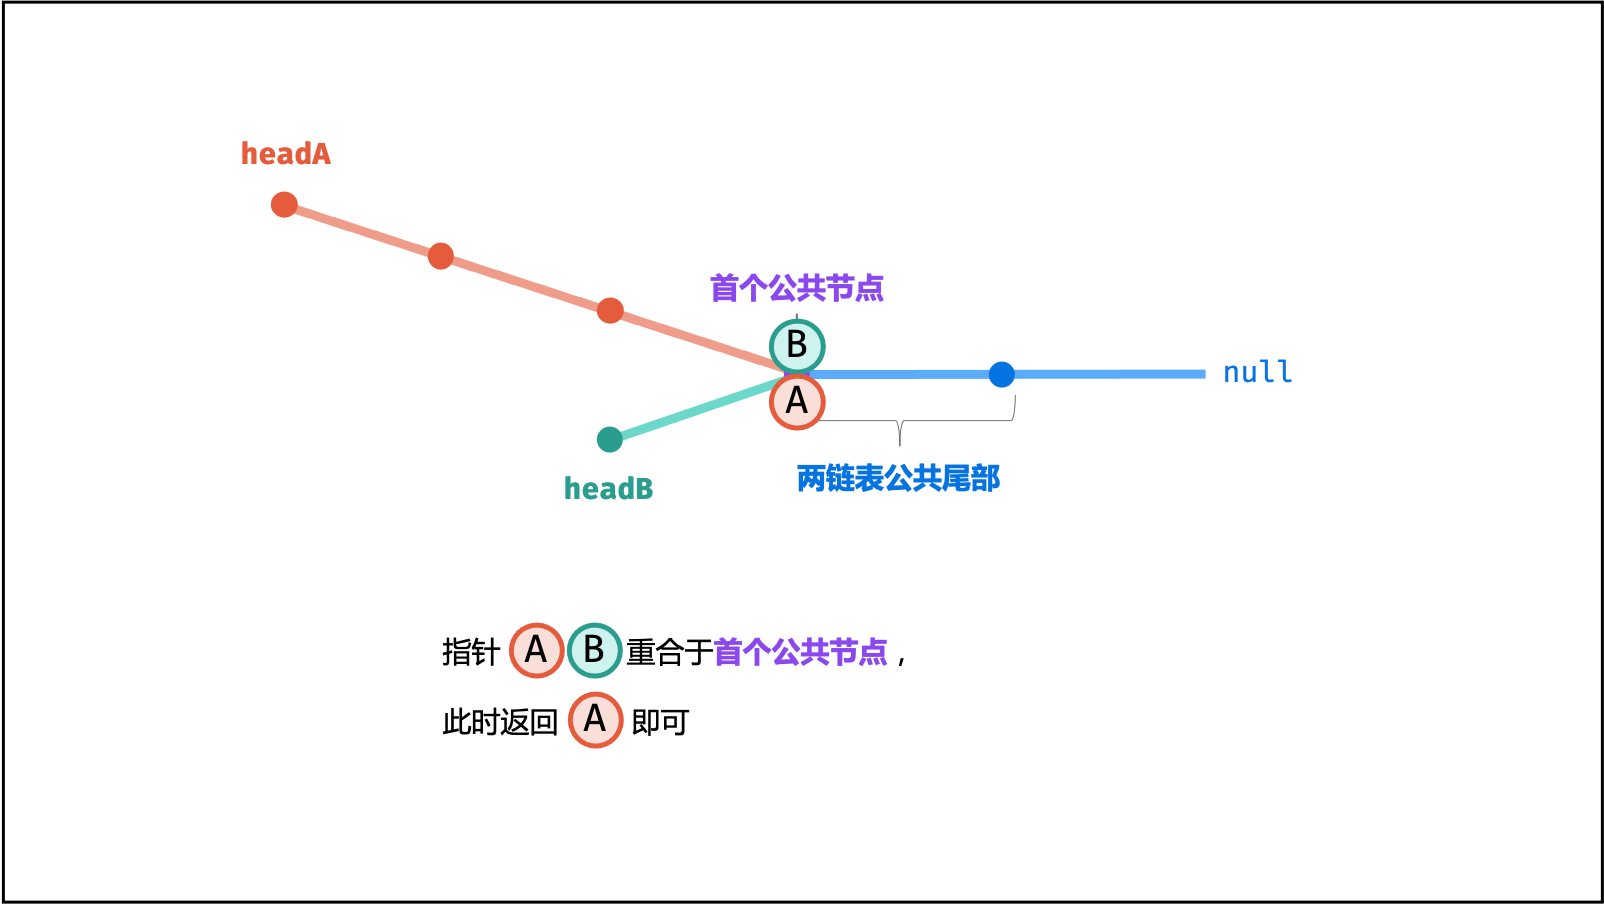 headA
首个公共节点
B
null
A
两链表公共尾部
headB
指针 A B 重合于首个公共节点，
此时返回 A 即可